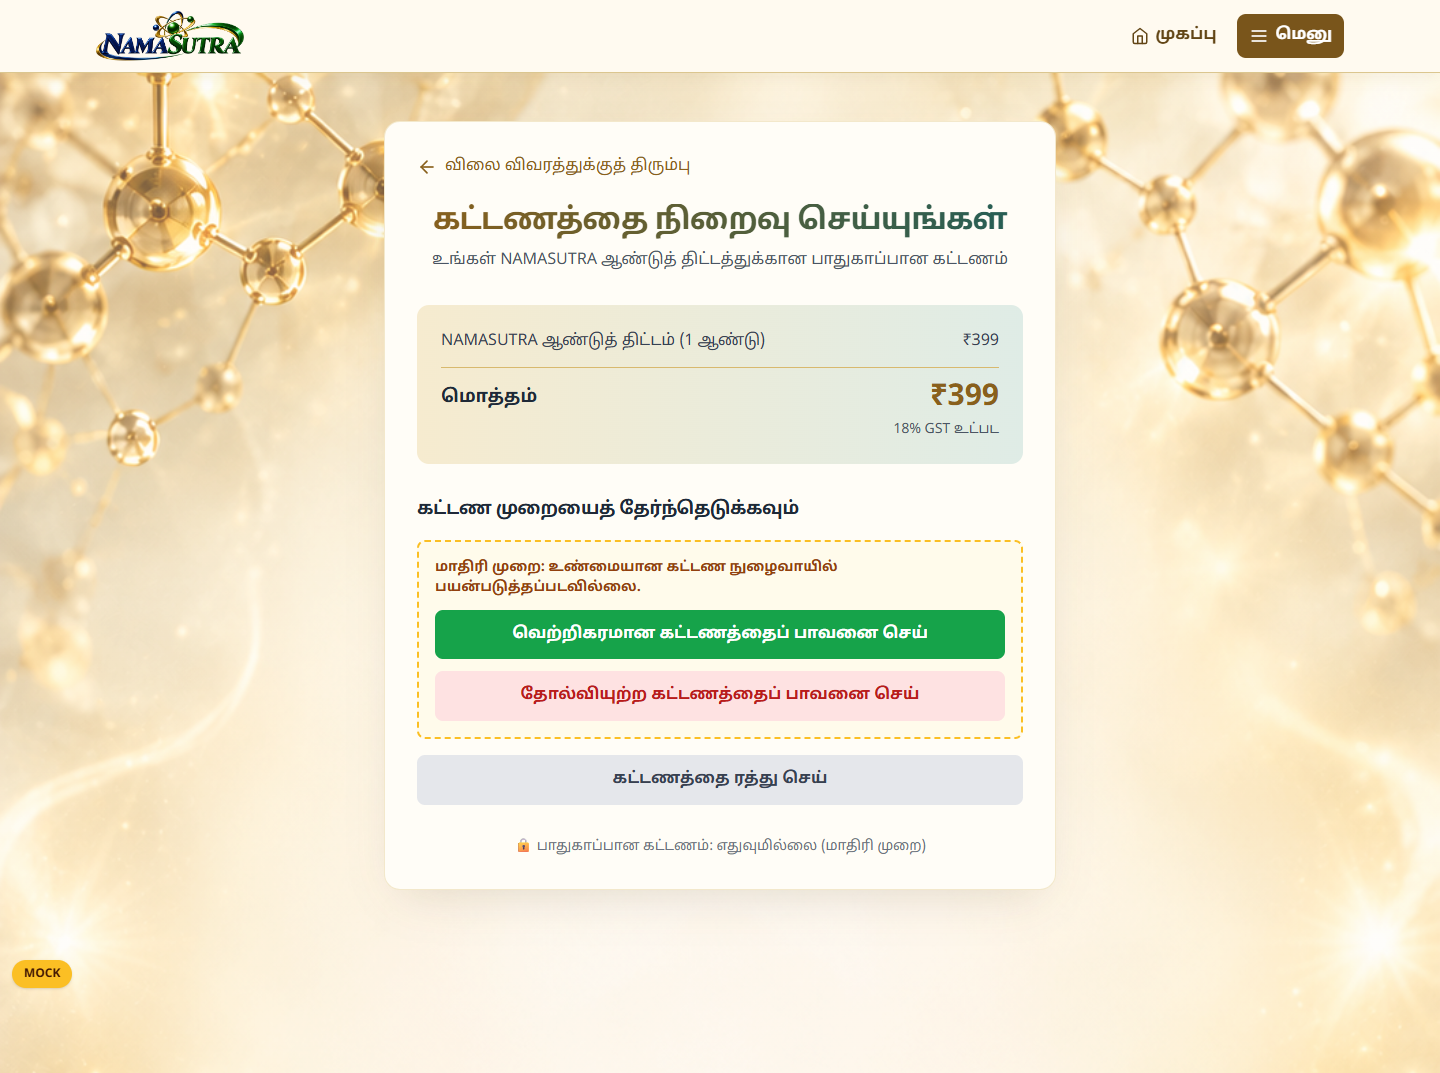 NAMASUTRA
முகப்பு
மெனு
விலை விவரத்துக்குத் திரும்பு
கட்டணத்தை நிறைவு செய்யுங்கள்
உங்கள் NAMASUTRA ஆண்டுத் திட்டத்துக்கான பாதுகாப்பான கட்டணம்
NAMASUTRA ஆண்டுத் திட்டம் (1 ஆண்டு) ₹399
மொத்தம் ₹399
18% GST உட்பட
கட்டண முறையைத் தேர்ந்தெடுக்கவும்
மாதிரி முறை: உண்மையான கட்டண நுழைவாயில்
பயன்படுத்தப்படவில்லை.
வெற்றிகரமான கட்டணத்தைப் பாவனை செய்
தோல்வியுற்ற கட்டணத்தைப் பாவனை செய்
கட்டணத்தை ரத்து செய்
பாதுகாப்பான கட்டணம்: எதுவுமில்லை (மாதிரி முறை)
MOCK